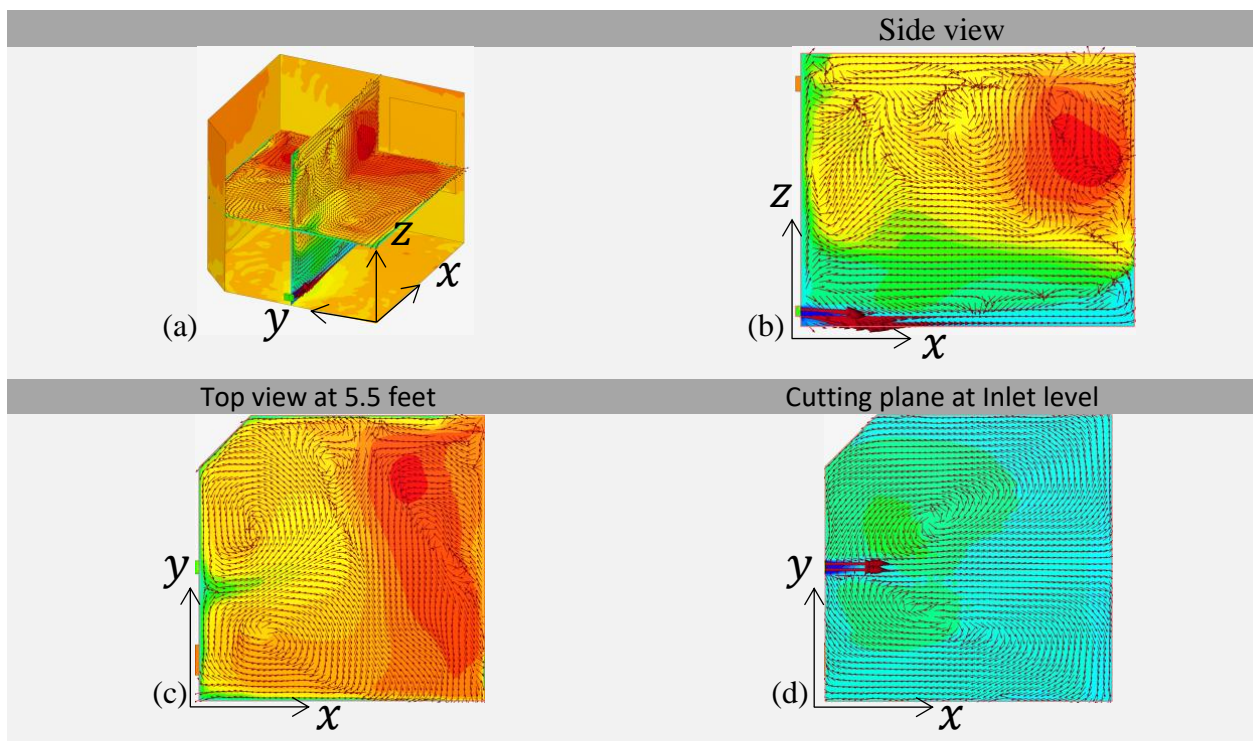 Side view
z
x
y
(a)
z
(b)
x
Top view at 5.5 feet
Cutting plane at Inlet level
y
(c)
x
y
(d)
x